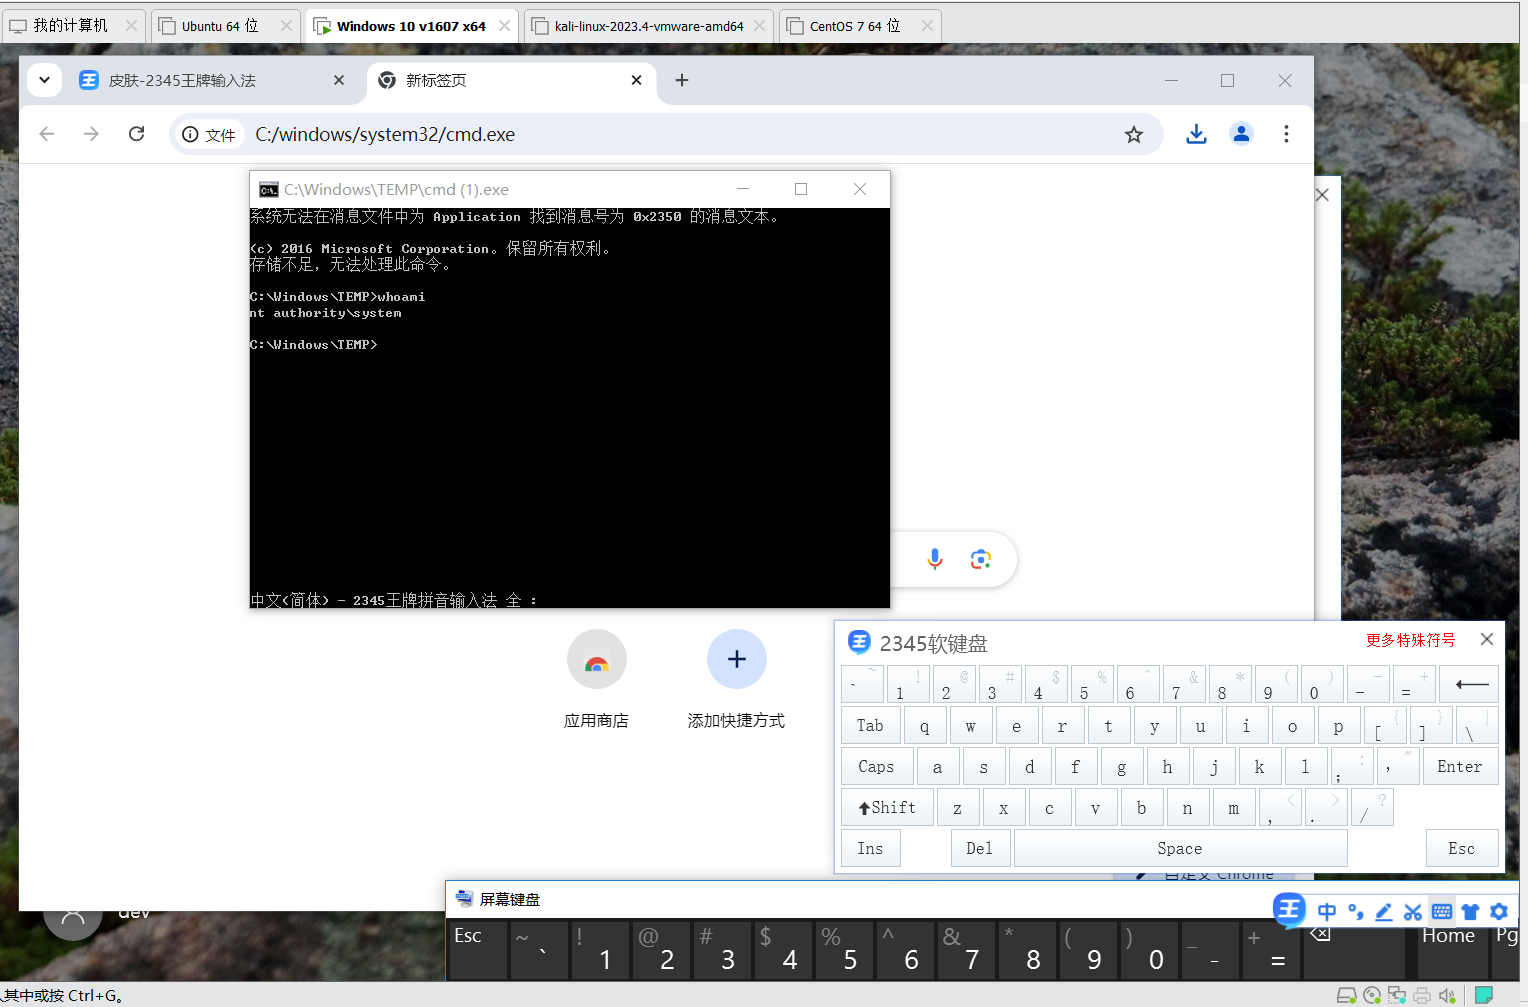 我的计算机
Ubuntu 64 位
Windows 10 v1607 x64
kali-linux-2023.4-vmware-amd64
CentOS 7 64 位
皮肤-2345王牌输入法
新标签页
文件
C:/windows/system32/cmd.exe
C:\Windows\TEMP\cmd (1).exe
系统无法在消息文件中为 Application 找到消息号为 0x2350 的消息文本。
(c) 2016 Microsoft Corporation。保留所有权利。
存储不足，无法处理此命令。
C:\Windows\TEMP>whoami
nt authority\system
C:\Windows\TEMP>
中文(简体) - 2345王牌拼音输入法 全 :
应用商店
添加快捷方式
2345软键盘
更多特殊符号
` ~ 1 ! 2 @ 3 # 4 $ 5 % 6 ^ 7 & 8 * 9 ( 0 ) - _ = + ←
Tab q w e r t y u i o p [ { ] } \ |
Caps a s d f g h j k l ; : ' " Enter
Shift z x c v b n m , < . > / ?
Ins Del Space Esc
自定义 Chrome
dev
屏幕键盘
中
Esc ~ ` ! 1 @ 2 # 3 $ 4 % 5 ^ 6 & 7 * 8 ( 9 ) 0 _ - + = Home Pg
其中或按 Ctrl+G。